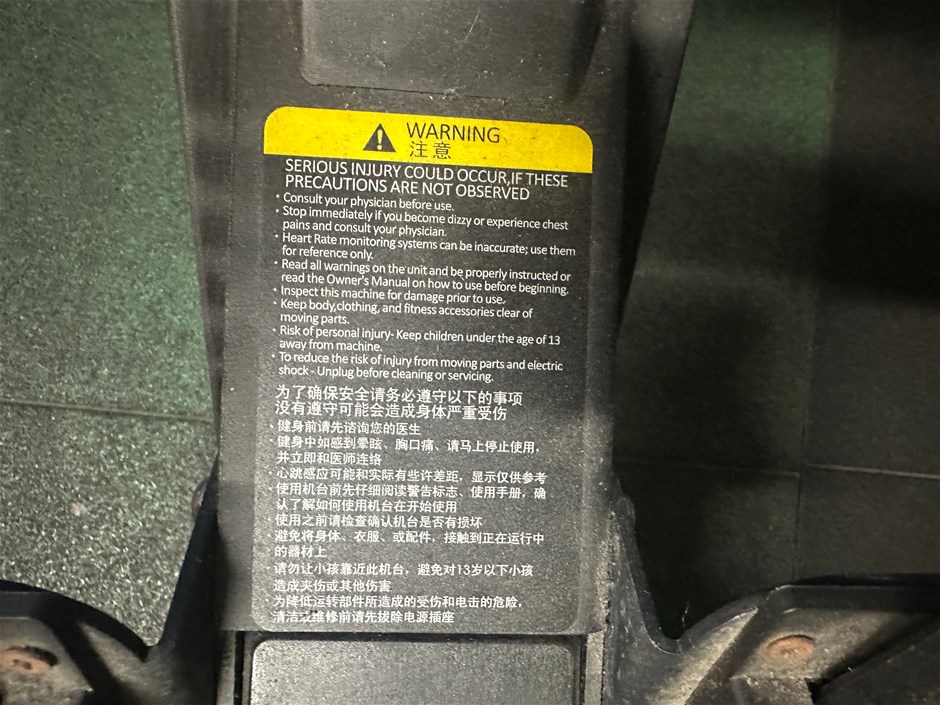 WARNING
注意
SERIOUS INJURY COULD OCCUR,IF THESE
PRECAUTIONS ARE NOT OBSERVED
· Consult your physician before use.
· Stop immediately if you become dizzy or experience chest
pains and consult your physician.
· Heart Rate monitoring systems can be inaccurate; use them
for reference only.
· Read all warnings on the unit and be properly instructed or
read the Owner's Manual on how to use before beginning.
· Inspect this machine for damage prior to use.
· Keep body,clothing, and fitness accessories clear of
moving parts.
· Risk of personal injury- Keep children under the age of 13
away from machine.
· To reduce the risk of injury from moving parts and electric
shock - Unplug before cleaning or servicing.
为了确保安全请务必遵守以下的事项
没有遵守可能会造成身体严重受伤
· 健身前请先谘询您的医生
· 健身中如感到晕眩、胸口痛、请马上停止使用，
并立即和医师连络
· 心跳感应可能和实际有些许差距，显示仅供参考
· 使用机台前先仔细阅读警告标志、使用手册，确
认了解如何使用机台在开始使用
· 使用之前请检查确认机台是否有损坏
· 避免将身体、衣服、或配件，接触到正在运行中
的器材上
· 请勿让小孩靠近此机台，避免对13岁以下小孩
造成夹伤或其他伤害
· 为降低运转部件所造成的受伤和电击的危险，
清洁或维修前请先拔除电源插座